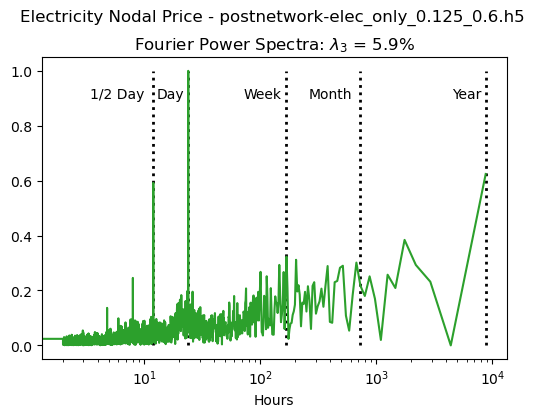 Electricity Nodal Price - postnetwork-elec_only_0.125_0.6.h5
Fourier Power Spectra: λ₃ = 5.9%
1.0
1/2 Day Day Week Month Year
0.8
0.6
0.4
0.2
0.0
10¹ 10² 10³ 10⁴
Hours